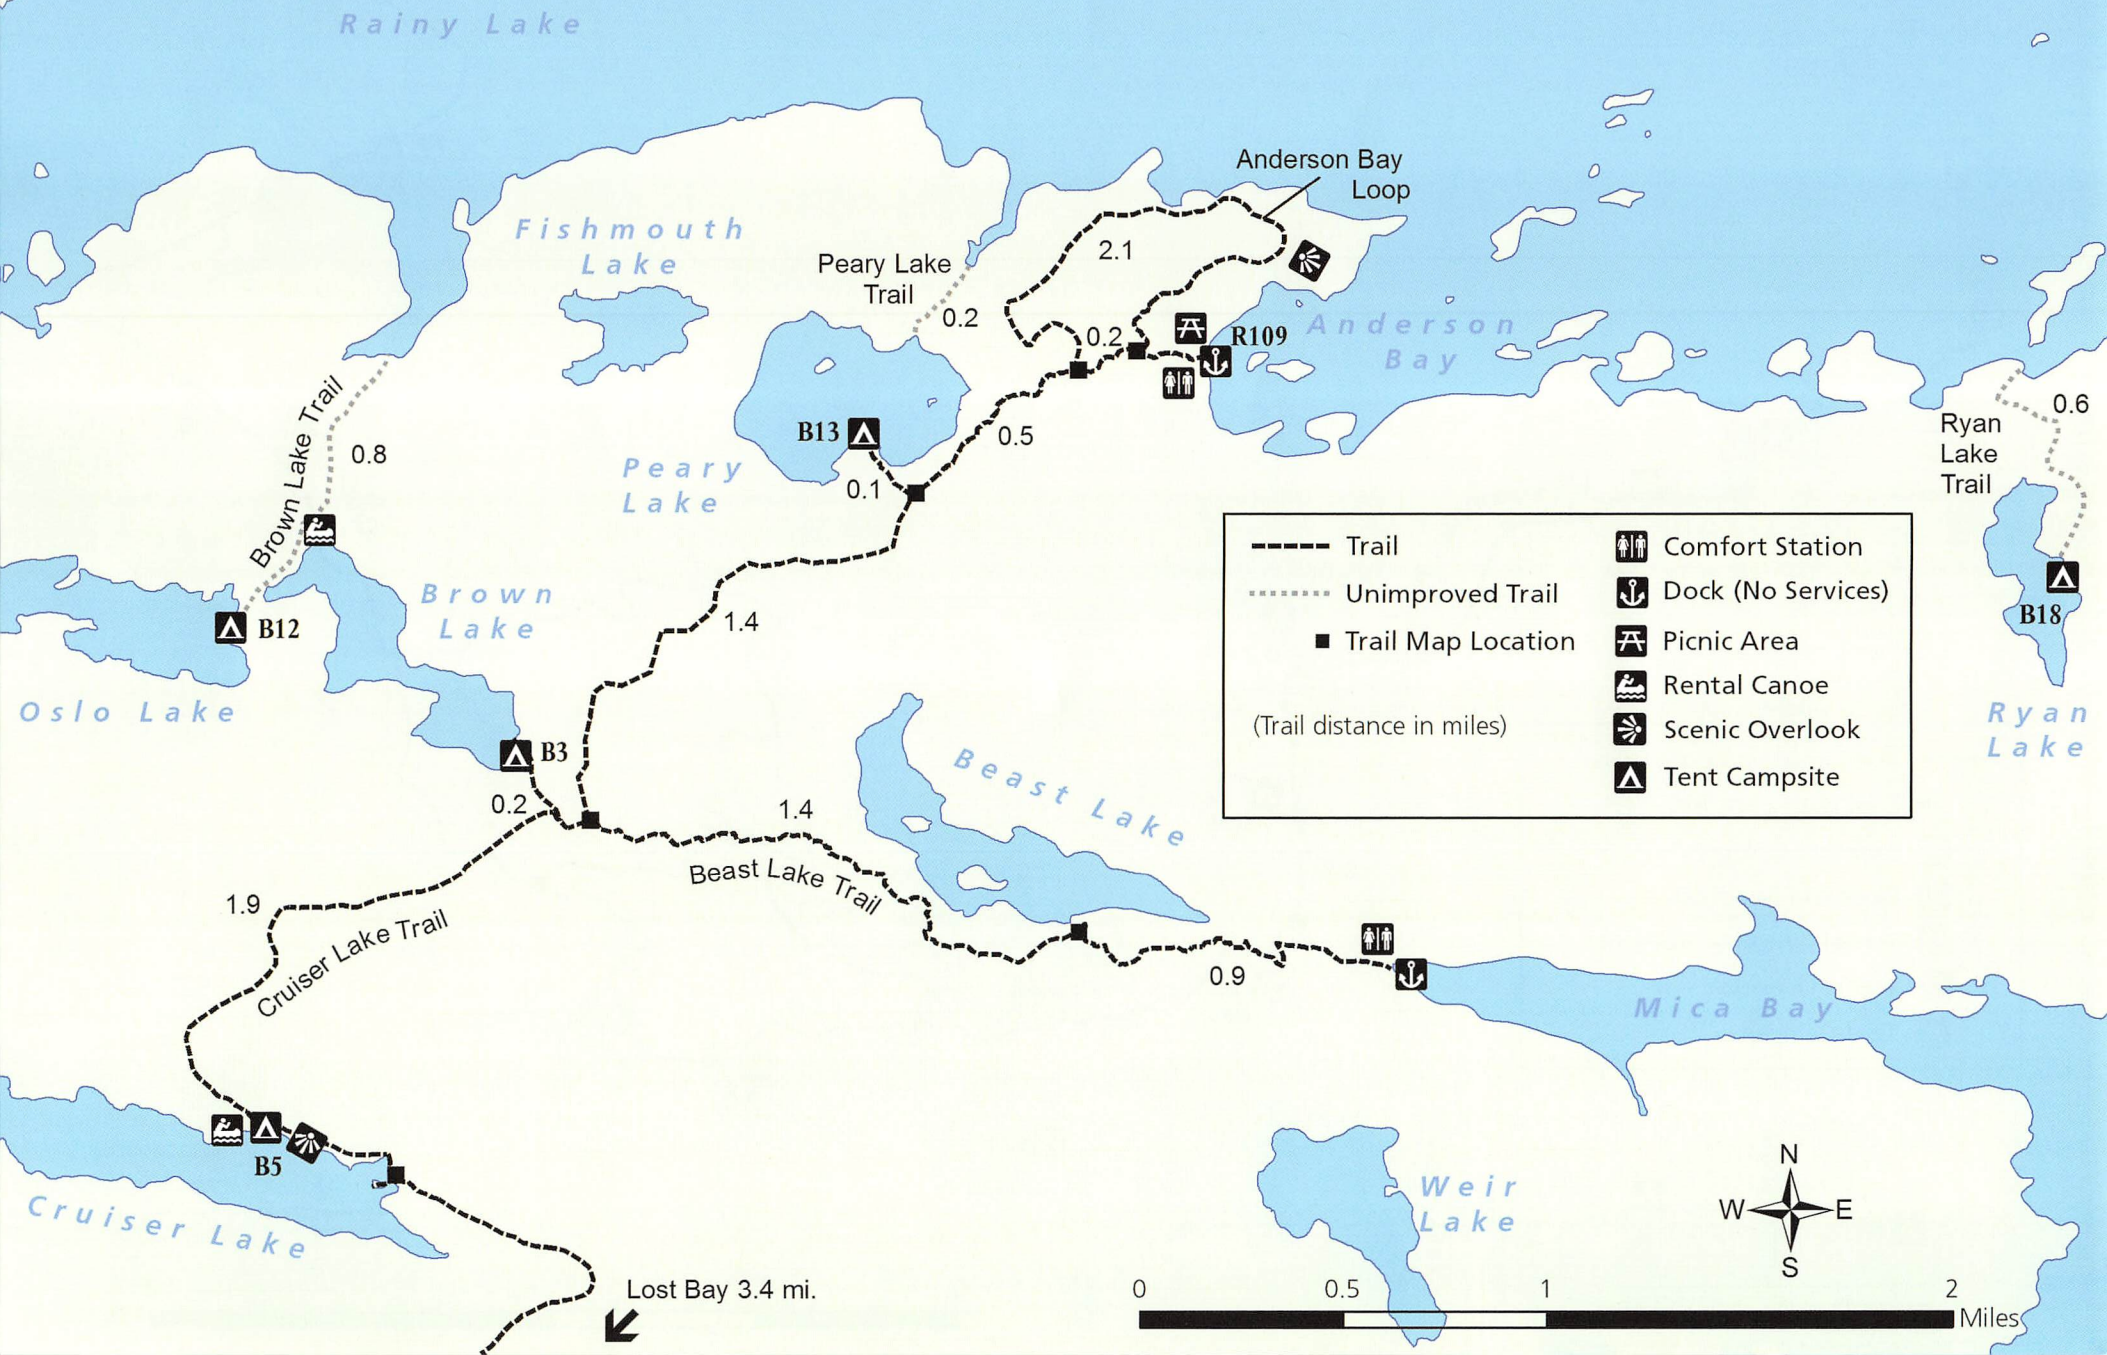 Rainy Lake
Anderson Bay
Loop
Fishmouth
Lake
Peary Lake
Trail
2.1
0.2
0.2
R109
Anderson
Bay
Brown Lake Trail
0.8
B13
0.5
Peary
Lake
0.1
Ryan
Lake
Trail
0.6
Trail
Unimproved Trail
Trail Map Location
(Trail distance in miles)
Comfort Station
Dock (No Services)
Picnic Area
Rental Canoe
Scenic Overlook
Tent Campsite
B12
Brown
Lake
1.4
B18
Oslo Lake
Ryan
Lake
B3
0.2
Beast Lake
1.4
Beast Lake Trail
1.9
Cruiser Lake Trail
0.9
Mica Bay
B5
Cruiser Lake
Weir
Lake
N
W
E
S
Lost Bay 3.4 mi.
0
0.5
1
2
Miles